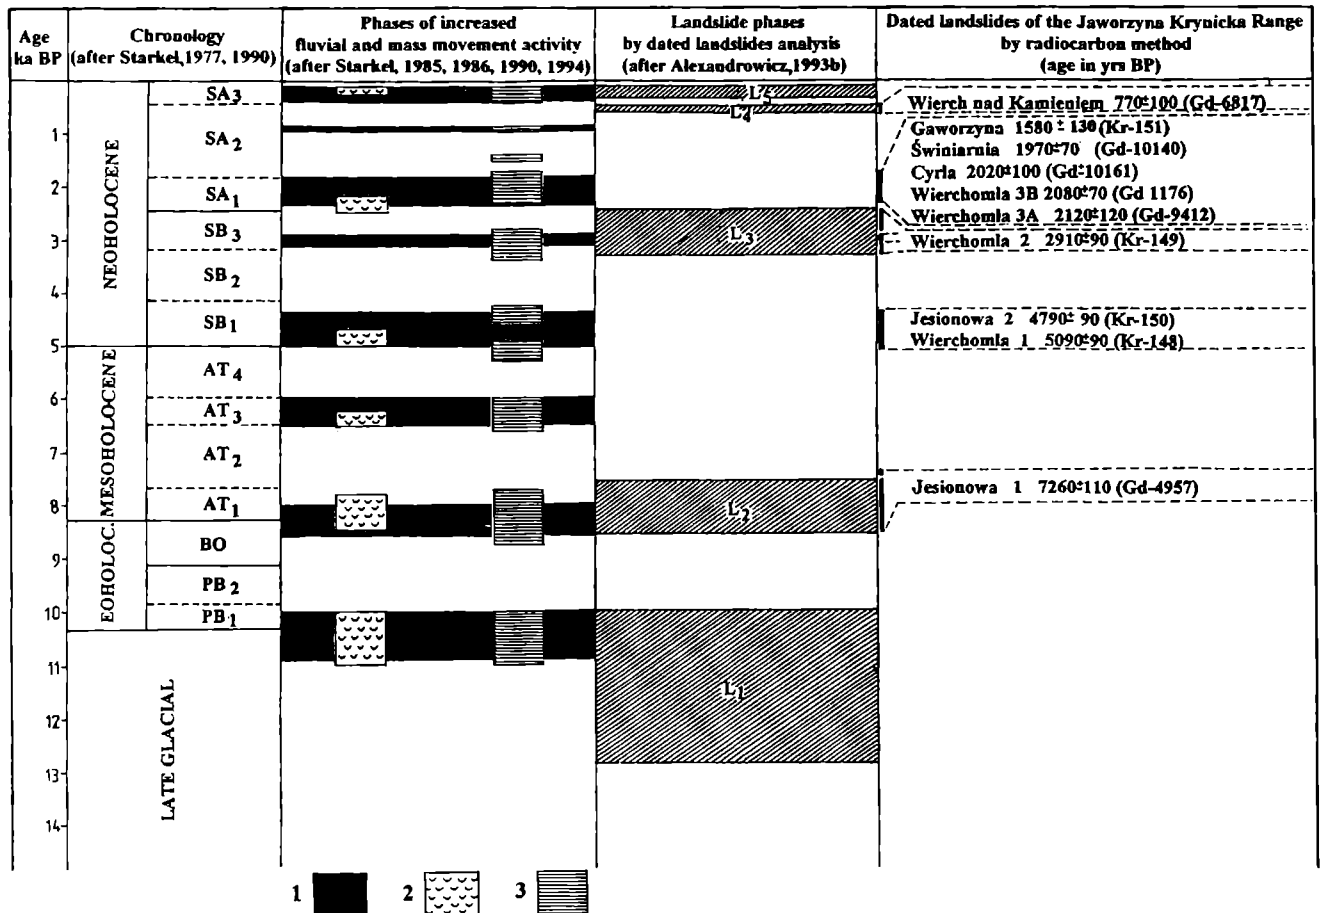 Age
ka BP
Chronology
(after Starkel,1977, 1990)
Phases of increased
fluvial and mass movement activity
(after Starkel, 1985, 1986, 1990, 1994)
Landslide phases
by dated landslides analysis
(after Alexandrowicz,1993b)
Dated landslides of the Jaworzyna Krynicka Range
by radiocarbon method
(age in yrs BP)
1
2
3
4
5
6
7
8
9
10
11
12
13
14
NEOHOLOCENE
MESOHOLOCENE
EOHOLOC.
LATE GLACIAL
SA3
SA2
SA1
SB3
SB2
SB1
AT4
AT3
AT2
AT1
BO
PB2
PB1
L5
L4
L3
L2
L1
Wierch nad Kamieniem 770±100 (Gd-6817)
Gaworzyna 1580 ± 130 (Kr-151)
Świniarnia 1970±70 (Gd-10140)
Cyrla 2020±100 (Gd±10161)
Wierchomla 3B 2080±70 (Gd 1176)
Wierchomla 3A 2120±120 (Gd-9412)
Wierchomla 2 2910±90 (Kr-149)
Jesionowa 2 4790± 90 (Kr-150)
Wierchomla 1 5090±90 (Kr-148)
Jesionowa 1 7260±110 (Gd-4957)
1 2 3